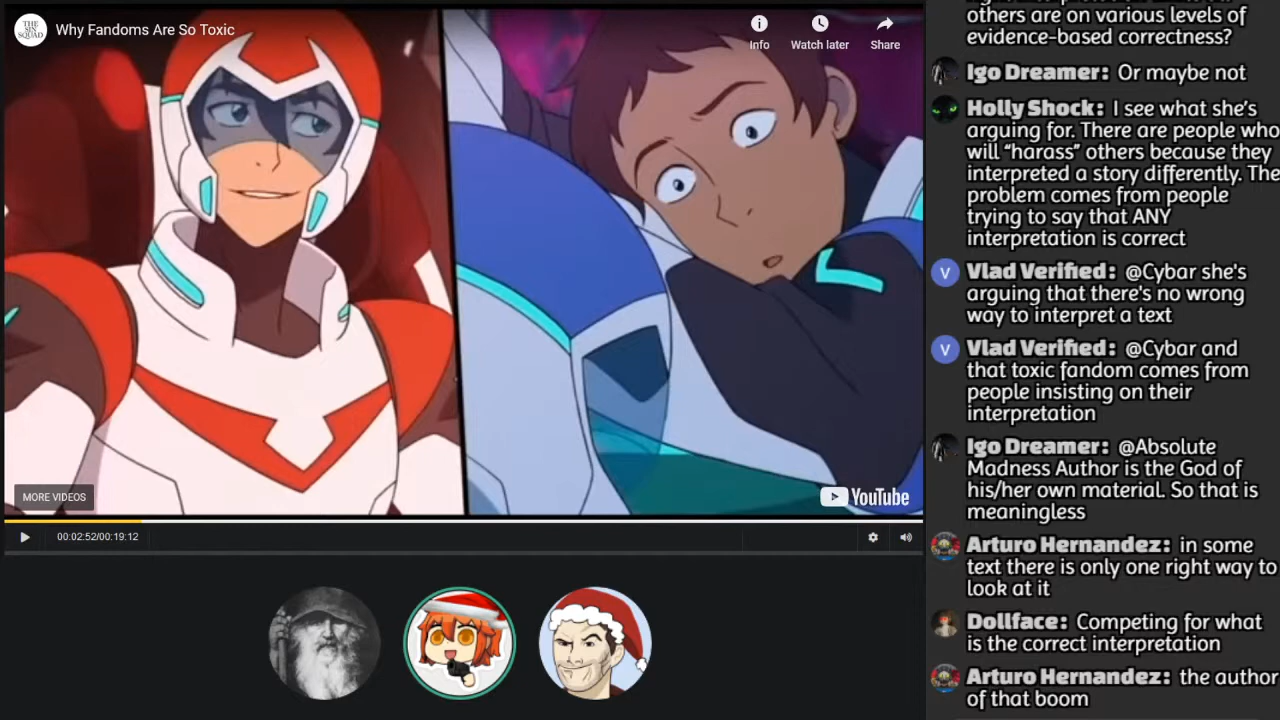 THE
SIN
SQUAD
Why Fandoms Are So Toxic
Info
Watch later
Share
MORE VIDEOS
YouTube
00:02:52/00:19:12
others are on various levels of
evidence-based correctness?
Igo Dreamer: Or maybe not
Holly Shock: I see what she's
arguing for. There are people who
will “harass” others because they
interpreted a story differently. The
problem comes from people
trying to say that ANY
interpretation is correct
V
Vlad Verified: @Cybar she's
arguing that there's no wrong
way to interpret a text
V
Vlad Verified: @Cybar and
that toxic fandom comes from
people insisting on their
interpretation
Igo Dreamer: @Absolute
Madness Author is the God of
his/her own material. So that is
meaningless
Arturo Hernandez: in some
text there is only one right way to
look at it
Dollface: Competing for what
is the correct interpretation
Arturo Hernandez: the author
of that boom